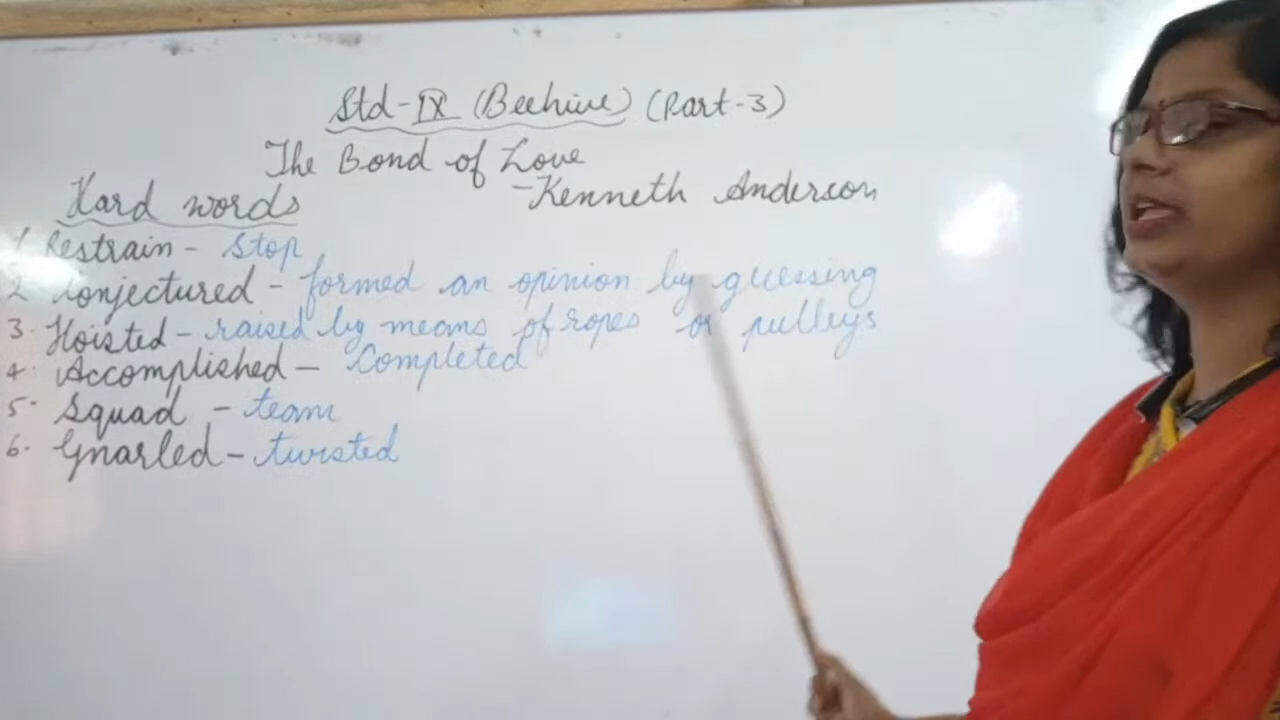 Std-IX (Beehive) (Part-3)
The Bond of Love
-Kenneth Anderson
Hard words
1 Restrain - Stop
2 Conjectured - formed an opinion by guessing
3. Hoisted - raised by means of ropes or pulleys
4. Accomplished - Completed
5. Squad - team
6. Gnarled - twisted